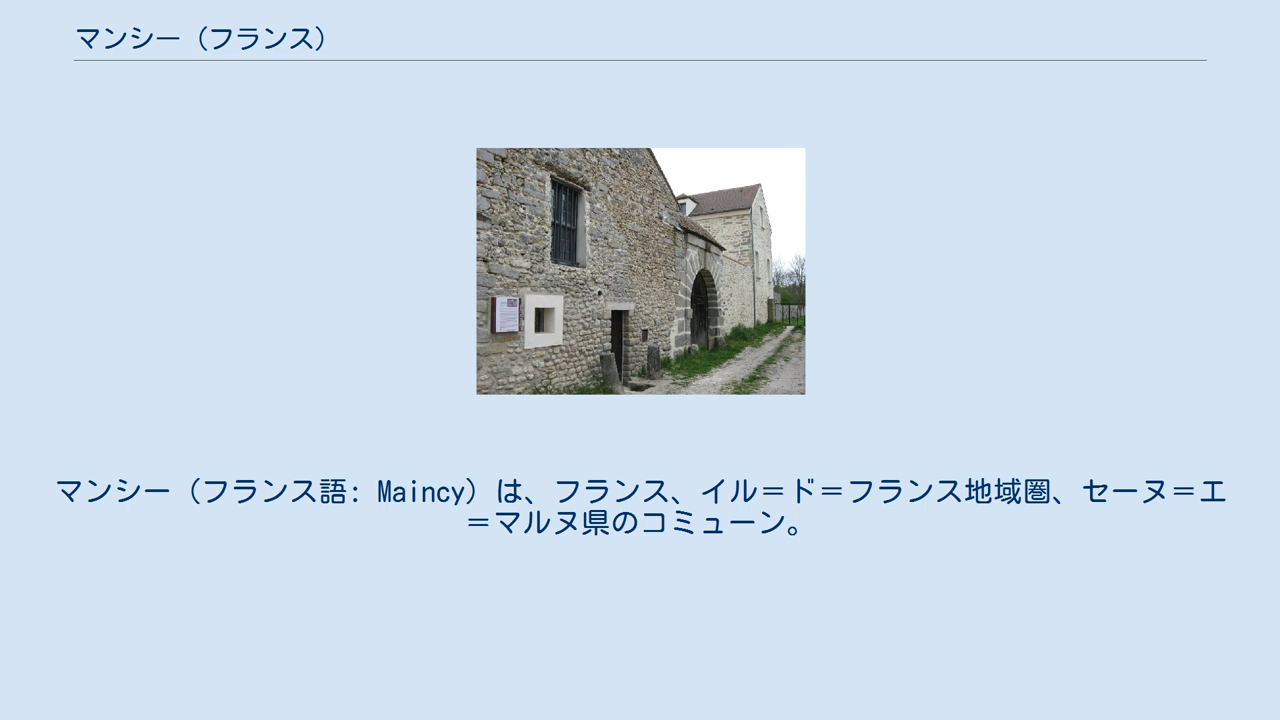 マンシー（フランス）
マンシー（フランス語: Maincy）は、フランス、イル＝ド＝フランス地域圏、セーヌ＝エ
＝マルヌ県のコミューン。